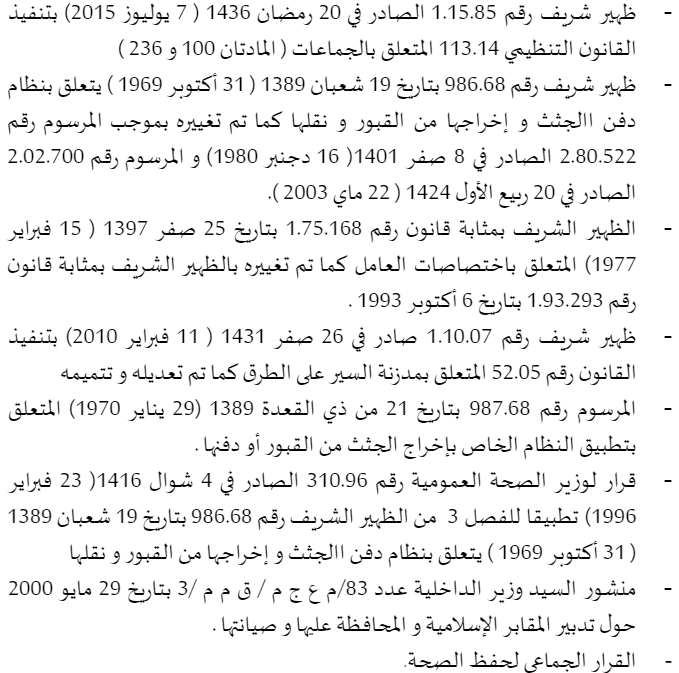 - ظهير شريف رقم 1.15.85 الصادر في 20 رمضان 1436 ( 7 يوليوز 2015) بتنفيذ
القانون التنظيمي 113.14 المتعلق بالجماعات ( المادتان 100 و 236 )
- ظهير شريف رقم 986.68 بتاريخ 19 شعبان 1389 ( 31 أكتوبر 1969 ) يتعلق بنظام
دفن االجثث و إخراجها من القبور و نقلها كما تم تغييره بموجب المرسوم رقم
2.80.522 الصادر في 8 صفر 1401( 16 دجنبر 1980) و المرسوم رقم 2.02.700
الصادر في 20 ربيع الأول 1424 ( 22 ماي 2003 ).
- الظهير الشريف بمثابة قانون رقم 1.75.168 بتاريخ 25 صفر 1397 ( 15 فبراير
1977) المتعلق باختصاصات العامل كما تم تغييره بالظهير الشريف بمثابة قانون
رقم 1.93.293 بتاريخ 6 أكتوبر 1993 .
- ظهير شريف رقم 1.10.07 صادر في 26 صفر 1431 ( 11 فبراير 2010) بتنفيذ
القانون رقم 52.05 المتعلق بمدزنة السير على الطرق كما تم تعديله و تتميمه
- المرسوم رقم 987.68 بتاريخ 21 من ذي القعدة 1389 (29 يناير 1970) المتعلق
بتطبيق النظام الخاص بإخراج الجثث من القبور أو دفنها .
- قرار لوزير الصحة العمومية رقم 310.96 الصادر في 4 شوال 1416( 23 فبراير
1996) تطبيقا للفصل 3 من الظهير الشريف رقم 986.68 بتاريخ 19 شعبان 1389
( 31 أكتوبر 1969 ) يتعلق بنظام دفن االجثث و إخراجها من القبور و نقلها
- منشور السيد وزير الداخلية عدد 83/م ع ج م / ق م م /3 بتاريخ 29 مايو 2000
حول تدبير المقابر الإسلامية و المحافظة عليها و صيانتها .
- القرار الجماعي لحفظ الصحة.